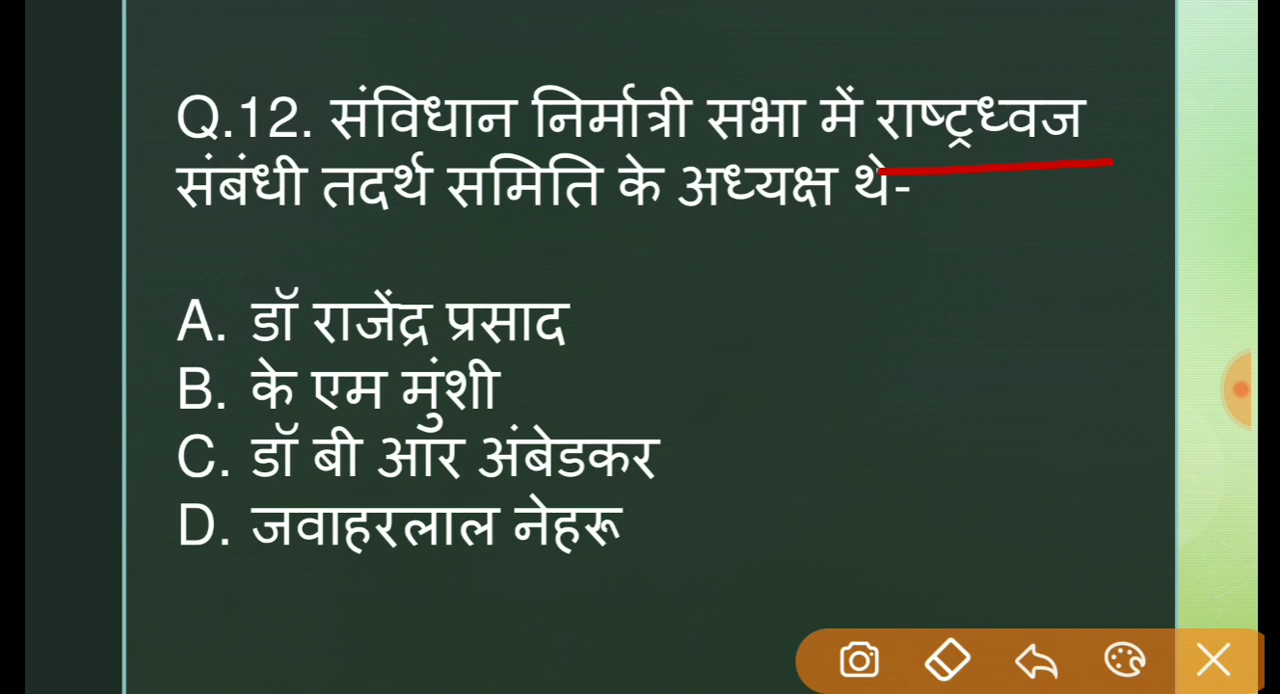 Q.12. संविधान निर्मात्री सभा में राष्ट्रध्वज
संबंधी तदर्थ समिति के अध्यक्ष थे-
A. डॉ राजेंद्र प्रसाद
B. के एम मुंशी
C. डॉ बी आर अंबेडकर
D. जवाहरलाल नेहरू